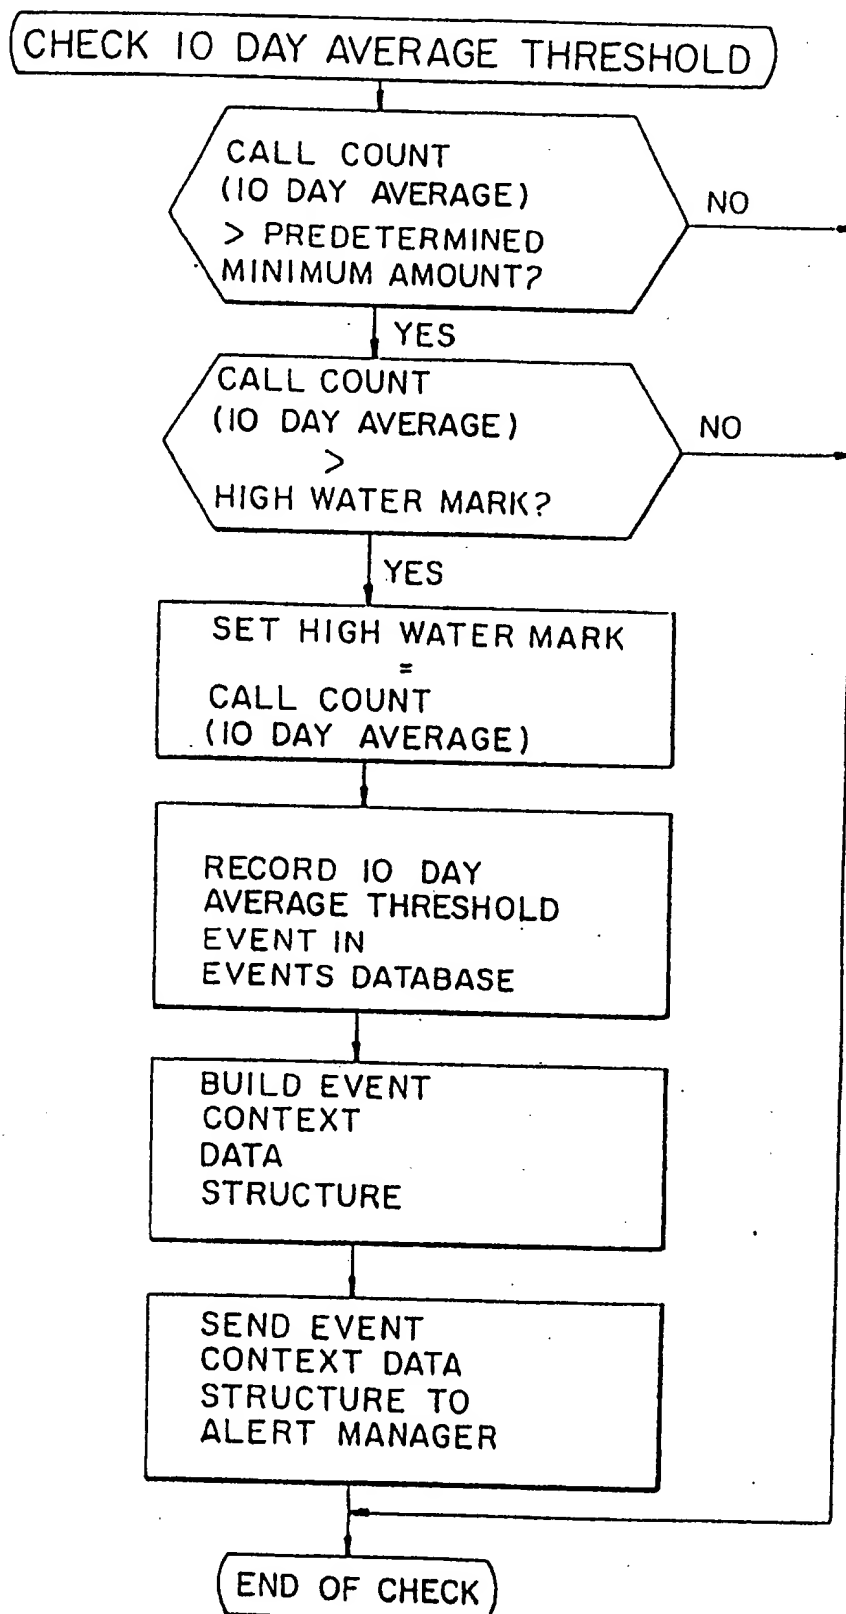 CHECK 10 DAY AVERAGE THRESHOLD
CALL COUNT
(10 DAY AVERAGE)
> PREDETERMINED
MINIMUM AMOUNT?
NO
YES
CALL COUNT
(10 DAY AVERAGE)
>
HIGH WATER MARK?
NO
YES
SET HIGH WATER MARK
=
CALL COUNT
(10 DAY AVERAGE)
RECORD 10 DAY
AVERAGE THRESHOLD
EVENT IN
EVENTS DATABASE
BUILD EVENT
CONTEXT
DATA
STRUCTURE
SEND EVENT
CONTEXT DATA
STRUCTURE TO
ALERT MANAGER
END OF CHECK